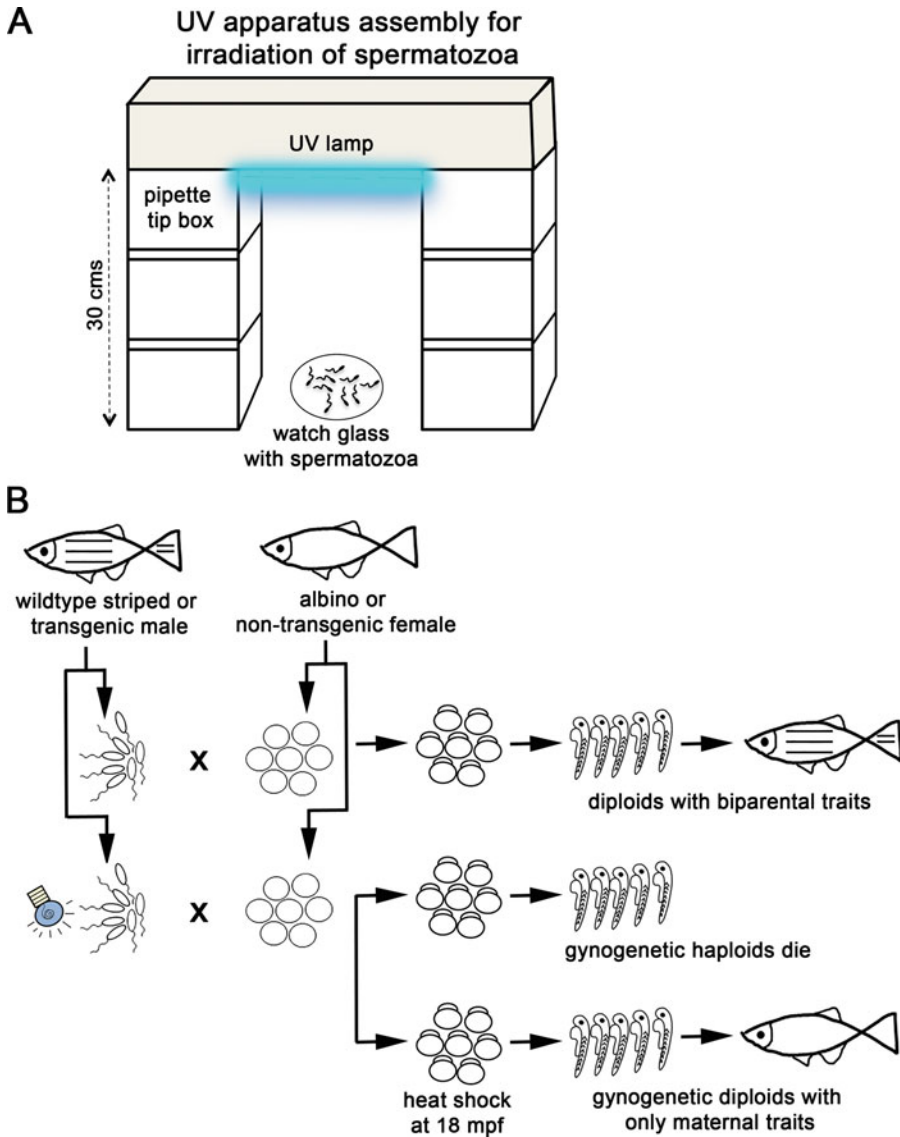 A
UV apparatus assembly for
irradiation of spermatozoa
UV lamp
pipette
tip box
30 cms
watch glass
with spermatozoa
B
wildtype striped or
transgenic male
albino or
non-transgenic female
X
diploids with biparental traits
X
gynogenetic haploids die
heat shock
at 18 mpf
gynogenetic diploids with
only maternal traits